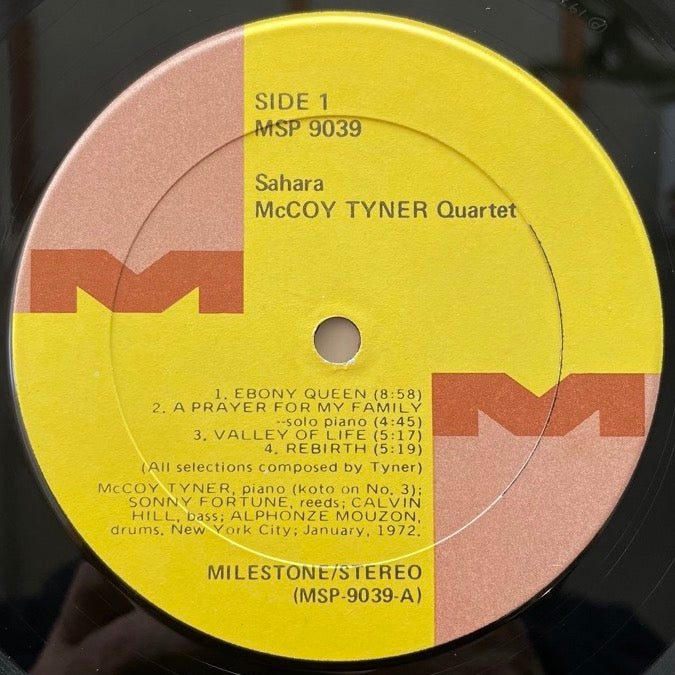 SIDE 1
MSP 9039
Sahara
McCOY TYNER Quartet
M
M
1. EBONY QUEEN (8:58)
2. A PRAYER FOR MY FAMILY
--solo piano (4:45)
3. VALLEY OF LIFE (5:17)
4. REBIRTH (5:19)
(All selections composed by Tyner)
McCOY TYNER, piano (koto on No. 3);
SONNY FORTUNE, reeds; CALVIN
HILL, bass; ALPHONZE MOUZON,
drums. New York City; January, 1972.
MILESTONE/STEREO
(MSP-9039-A)